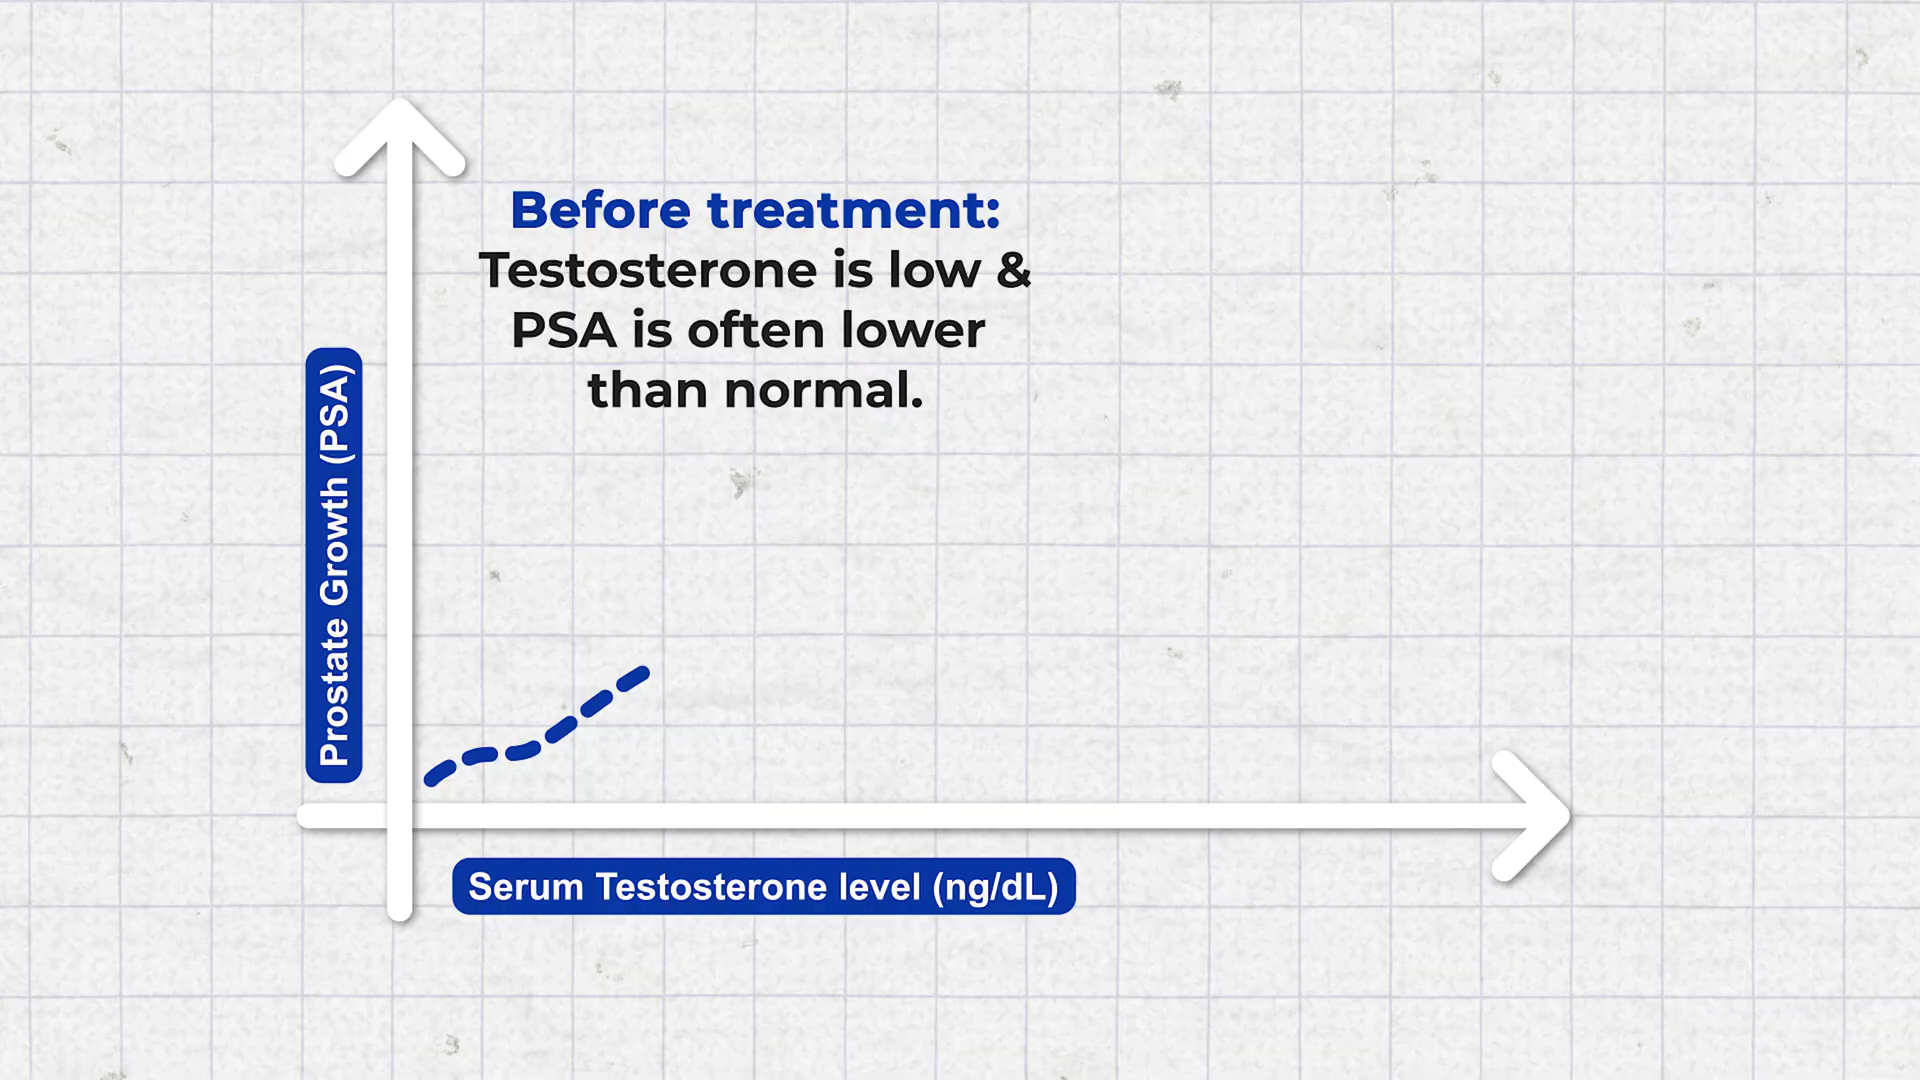 Before treatment:
Testosterone is low &
PSA is often lower
than normal.
Prostate Growth (PSA)
Serum Testosterone level (ng/dL)